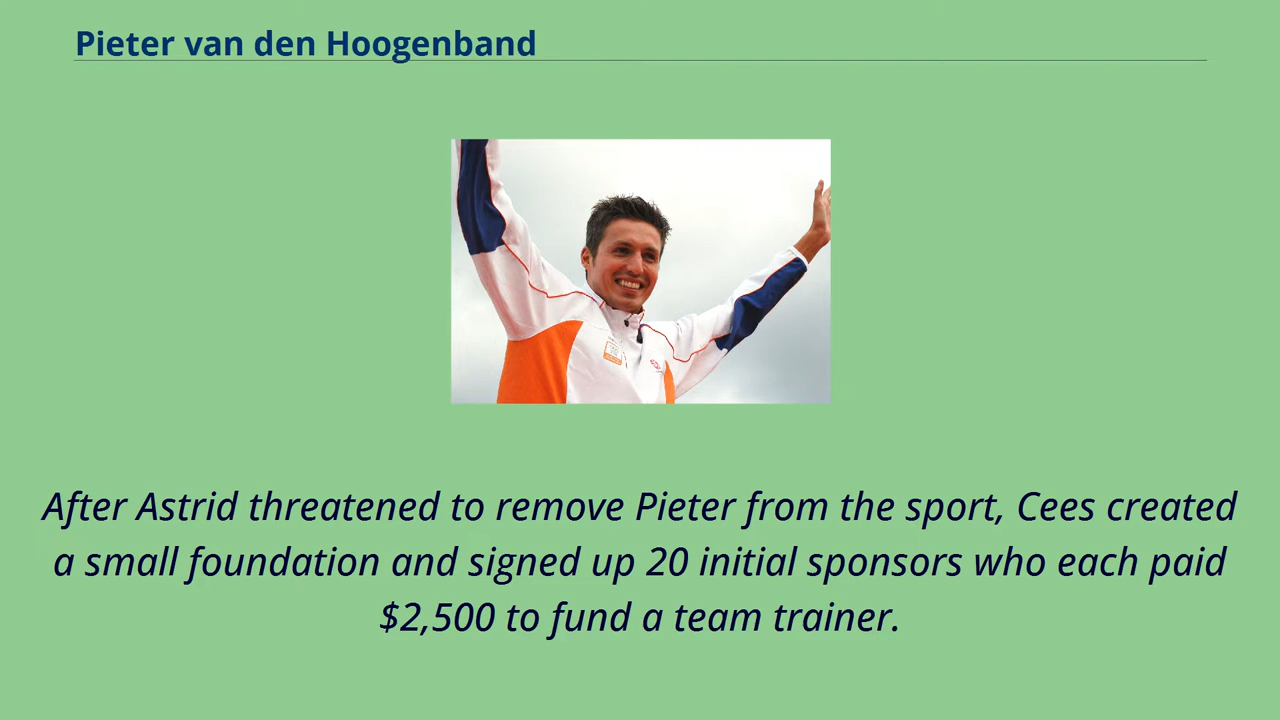 Pieter van den Hoogenband
After Astrid threatened to remove Pieter from the sport, Cees created
a small foundation and signed up 20 initial sponsors who each paid
$2,500 to fund a team trainer.